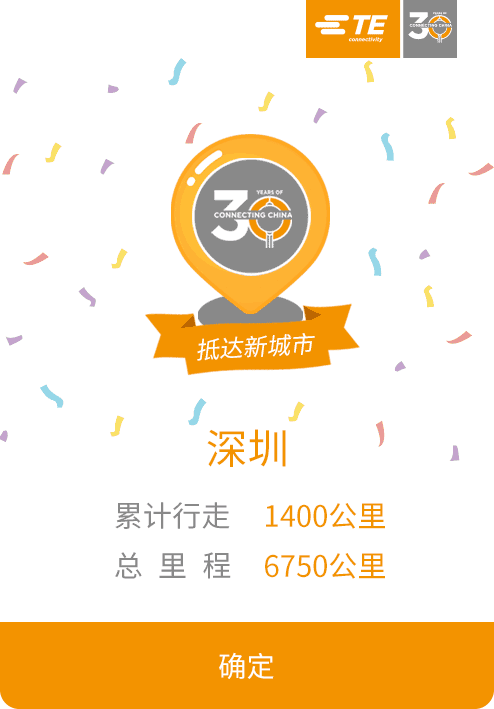 TE
connectivity
30
YEARS OF
CONNECTING CHINA
30
YEARS OF
CONNECTING CHINA
抵达新城市
深圳
累计行走 1400公里
总里程 6750公里
确定